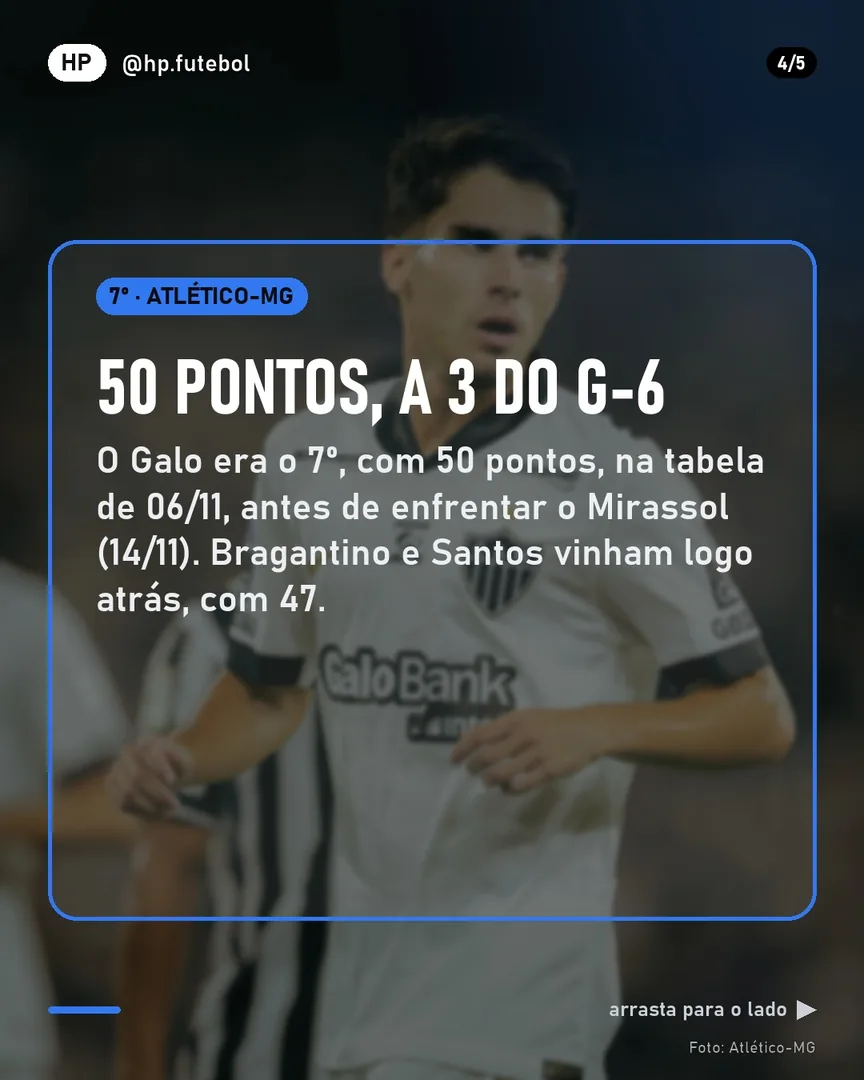 HP @hp.futebol 4/5
7º · ATLÉTICO-MG
50 PONTOS, A 3 DO G-6
O Galo era o 7º, com 50 pontos, na tabela
de 06/11, antes de enfrentar o Mirassol
(14/11). Bragantino e Santos vinham logo
atrás, com 47.
GaloBank
arrasta para o lado ▶
Foto: Atlético-MG